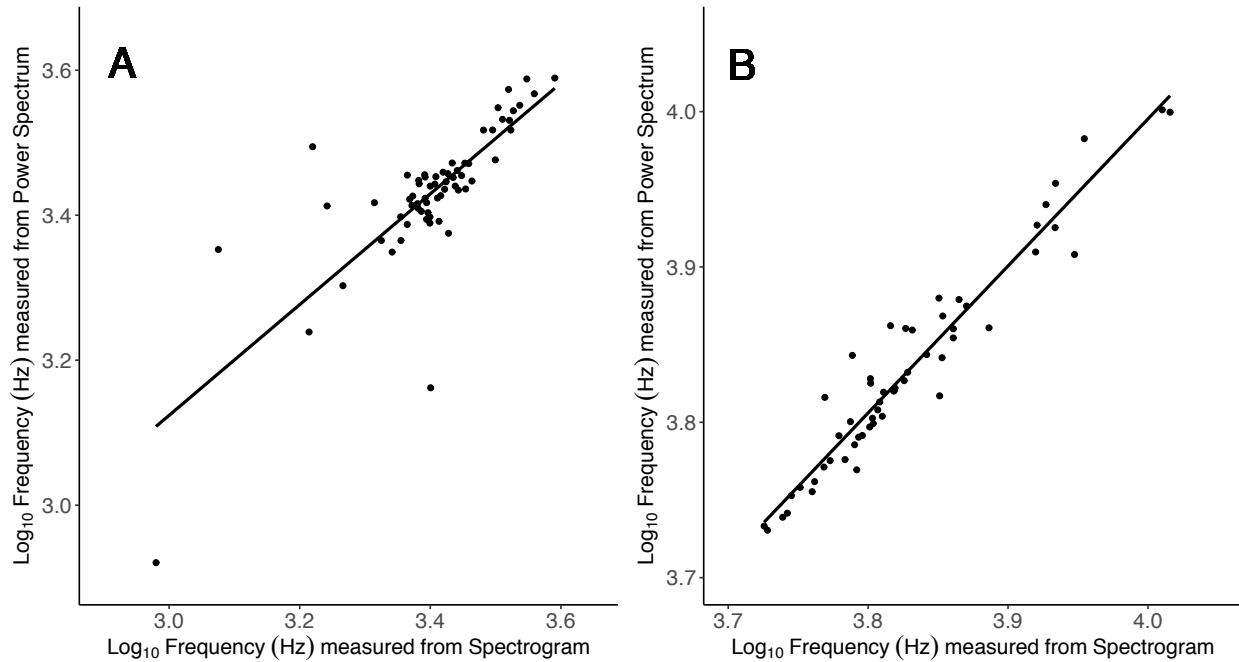 A
Log₁₀ Frequency (Hz) measured from Power Spectrum
3.6
3.4
3.2
3.0
3.0 3.2 3.4 3.6
Log₁₀ Frequency (Hz) measured from Spectrogram
B
Log₁₀ Frequency (Hz) measured from Power Spectrum
4.0
3.9
3.8
3.7
3.7 3.8 3.9 4.0
Log₁₀ Frequency (Hz) measured from Spectrogram